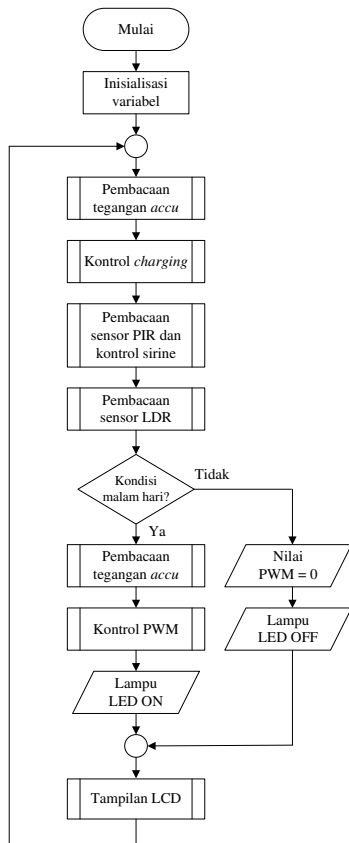 Mulai
Inisialisasi
variabel
Pembacaan
tegangan accu
Kontrol charging
Pembacaan
sensor PIR dan
kontrol sirine
Pembacaan
sensor LDR
Kondisi
malam hari?
Tidak
Ya
Pembacaan
tegangan accu
Nilai
PWM = 0
Kontrol PWM
Lampu
LED OFF
Lampu
LED ON
Tampilan LCD